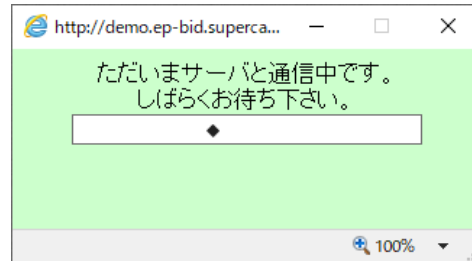 http://demo.ep-bid.superca...
ただいまサーバと通信中です。
しばらくお待ち下さい。
100%